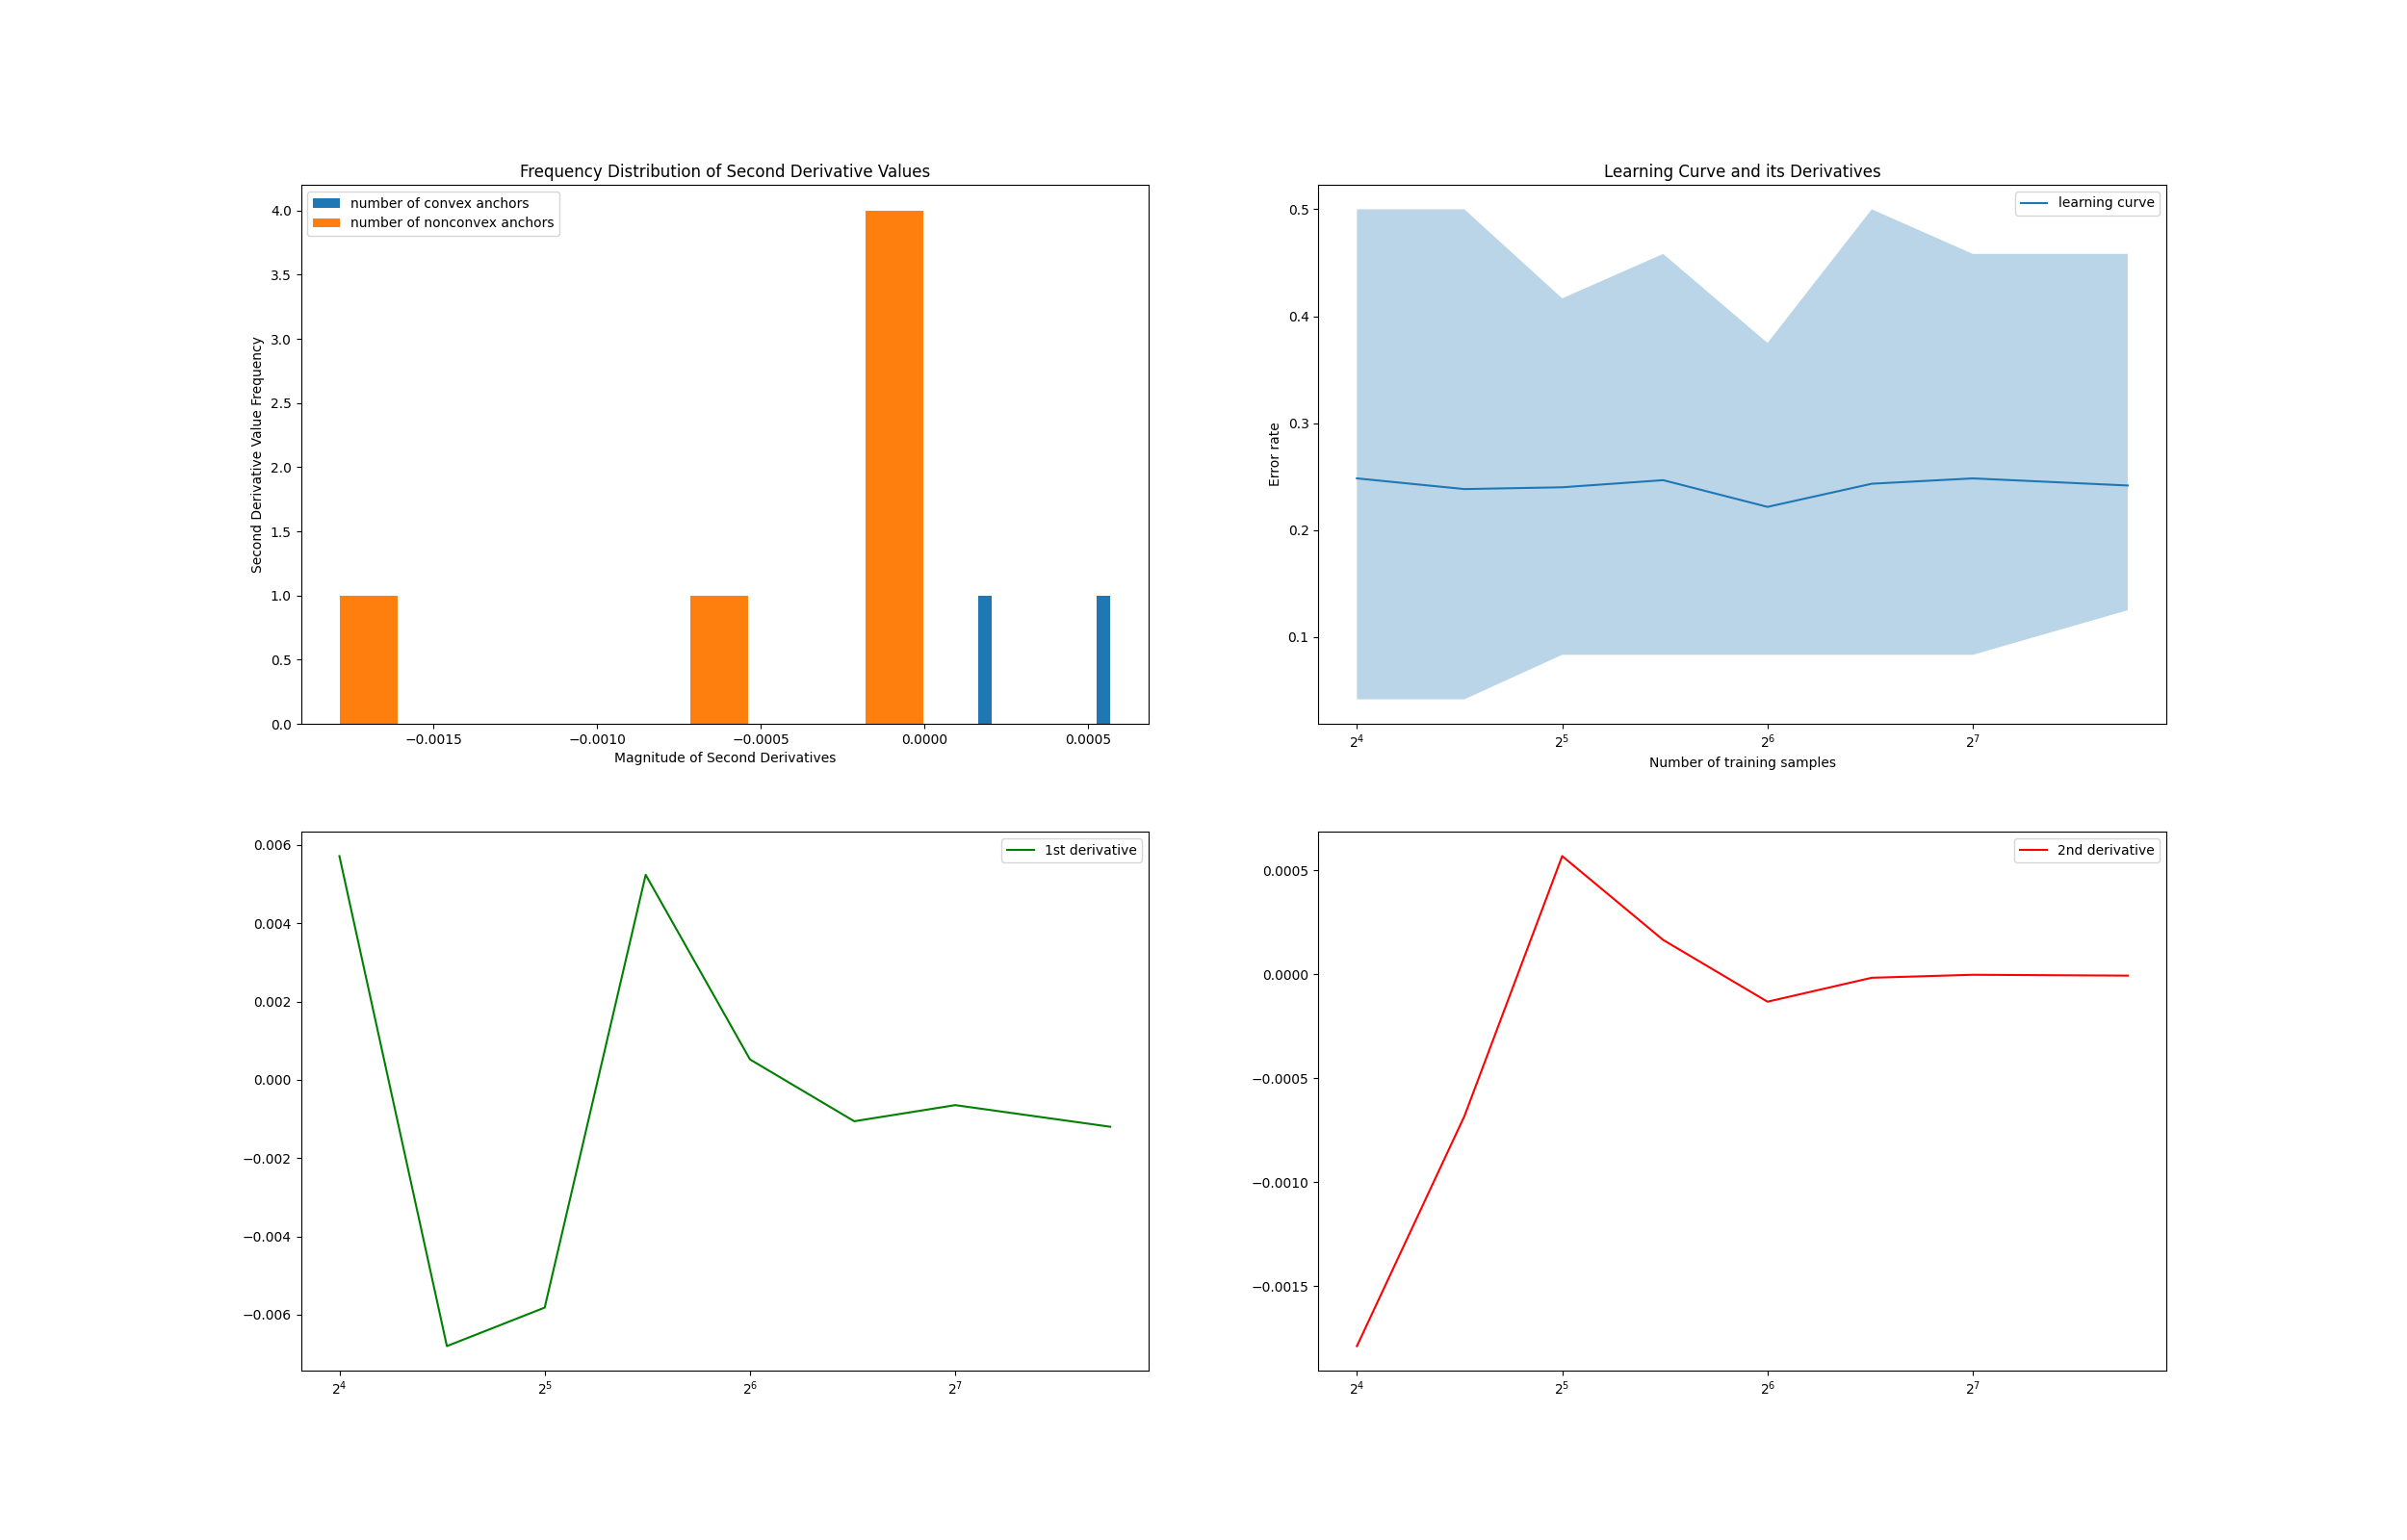 Frequency Distribution of Second Derivative Values
number of convex anchors
number of nonconvex anchors
4.0
3.5
3.0
2.5
2.0
1.5
1.0
0.5
0.0
Second Derivative Value Frequency
−0.0015 −0.0010 −0.0005 0.0000 0.0005
Magnitude of Second Derivatives
Learning Curve and its Derivatives
learning curve
0.5
0.4
0.3
0.2
0.1
Error rate
2⁴ 2⁵ 2⁶ 2⁷
Number of training samples
1st derivative
0.006
0.004
0.002
0.000
−0.002
−0.004
−0.006
2⁴ 2⁵ 2⁶ 2⁷
2nd derivative
0.0005
0.0000
−0.0005
−0.0010
−0.0015
2⁴ 2⁵ 2⁶ 2⁷